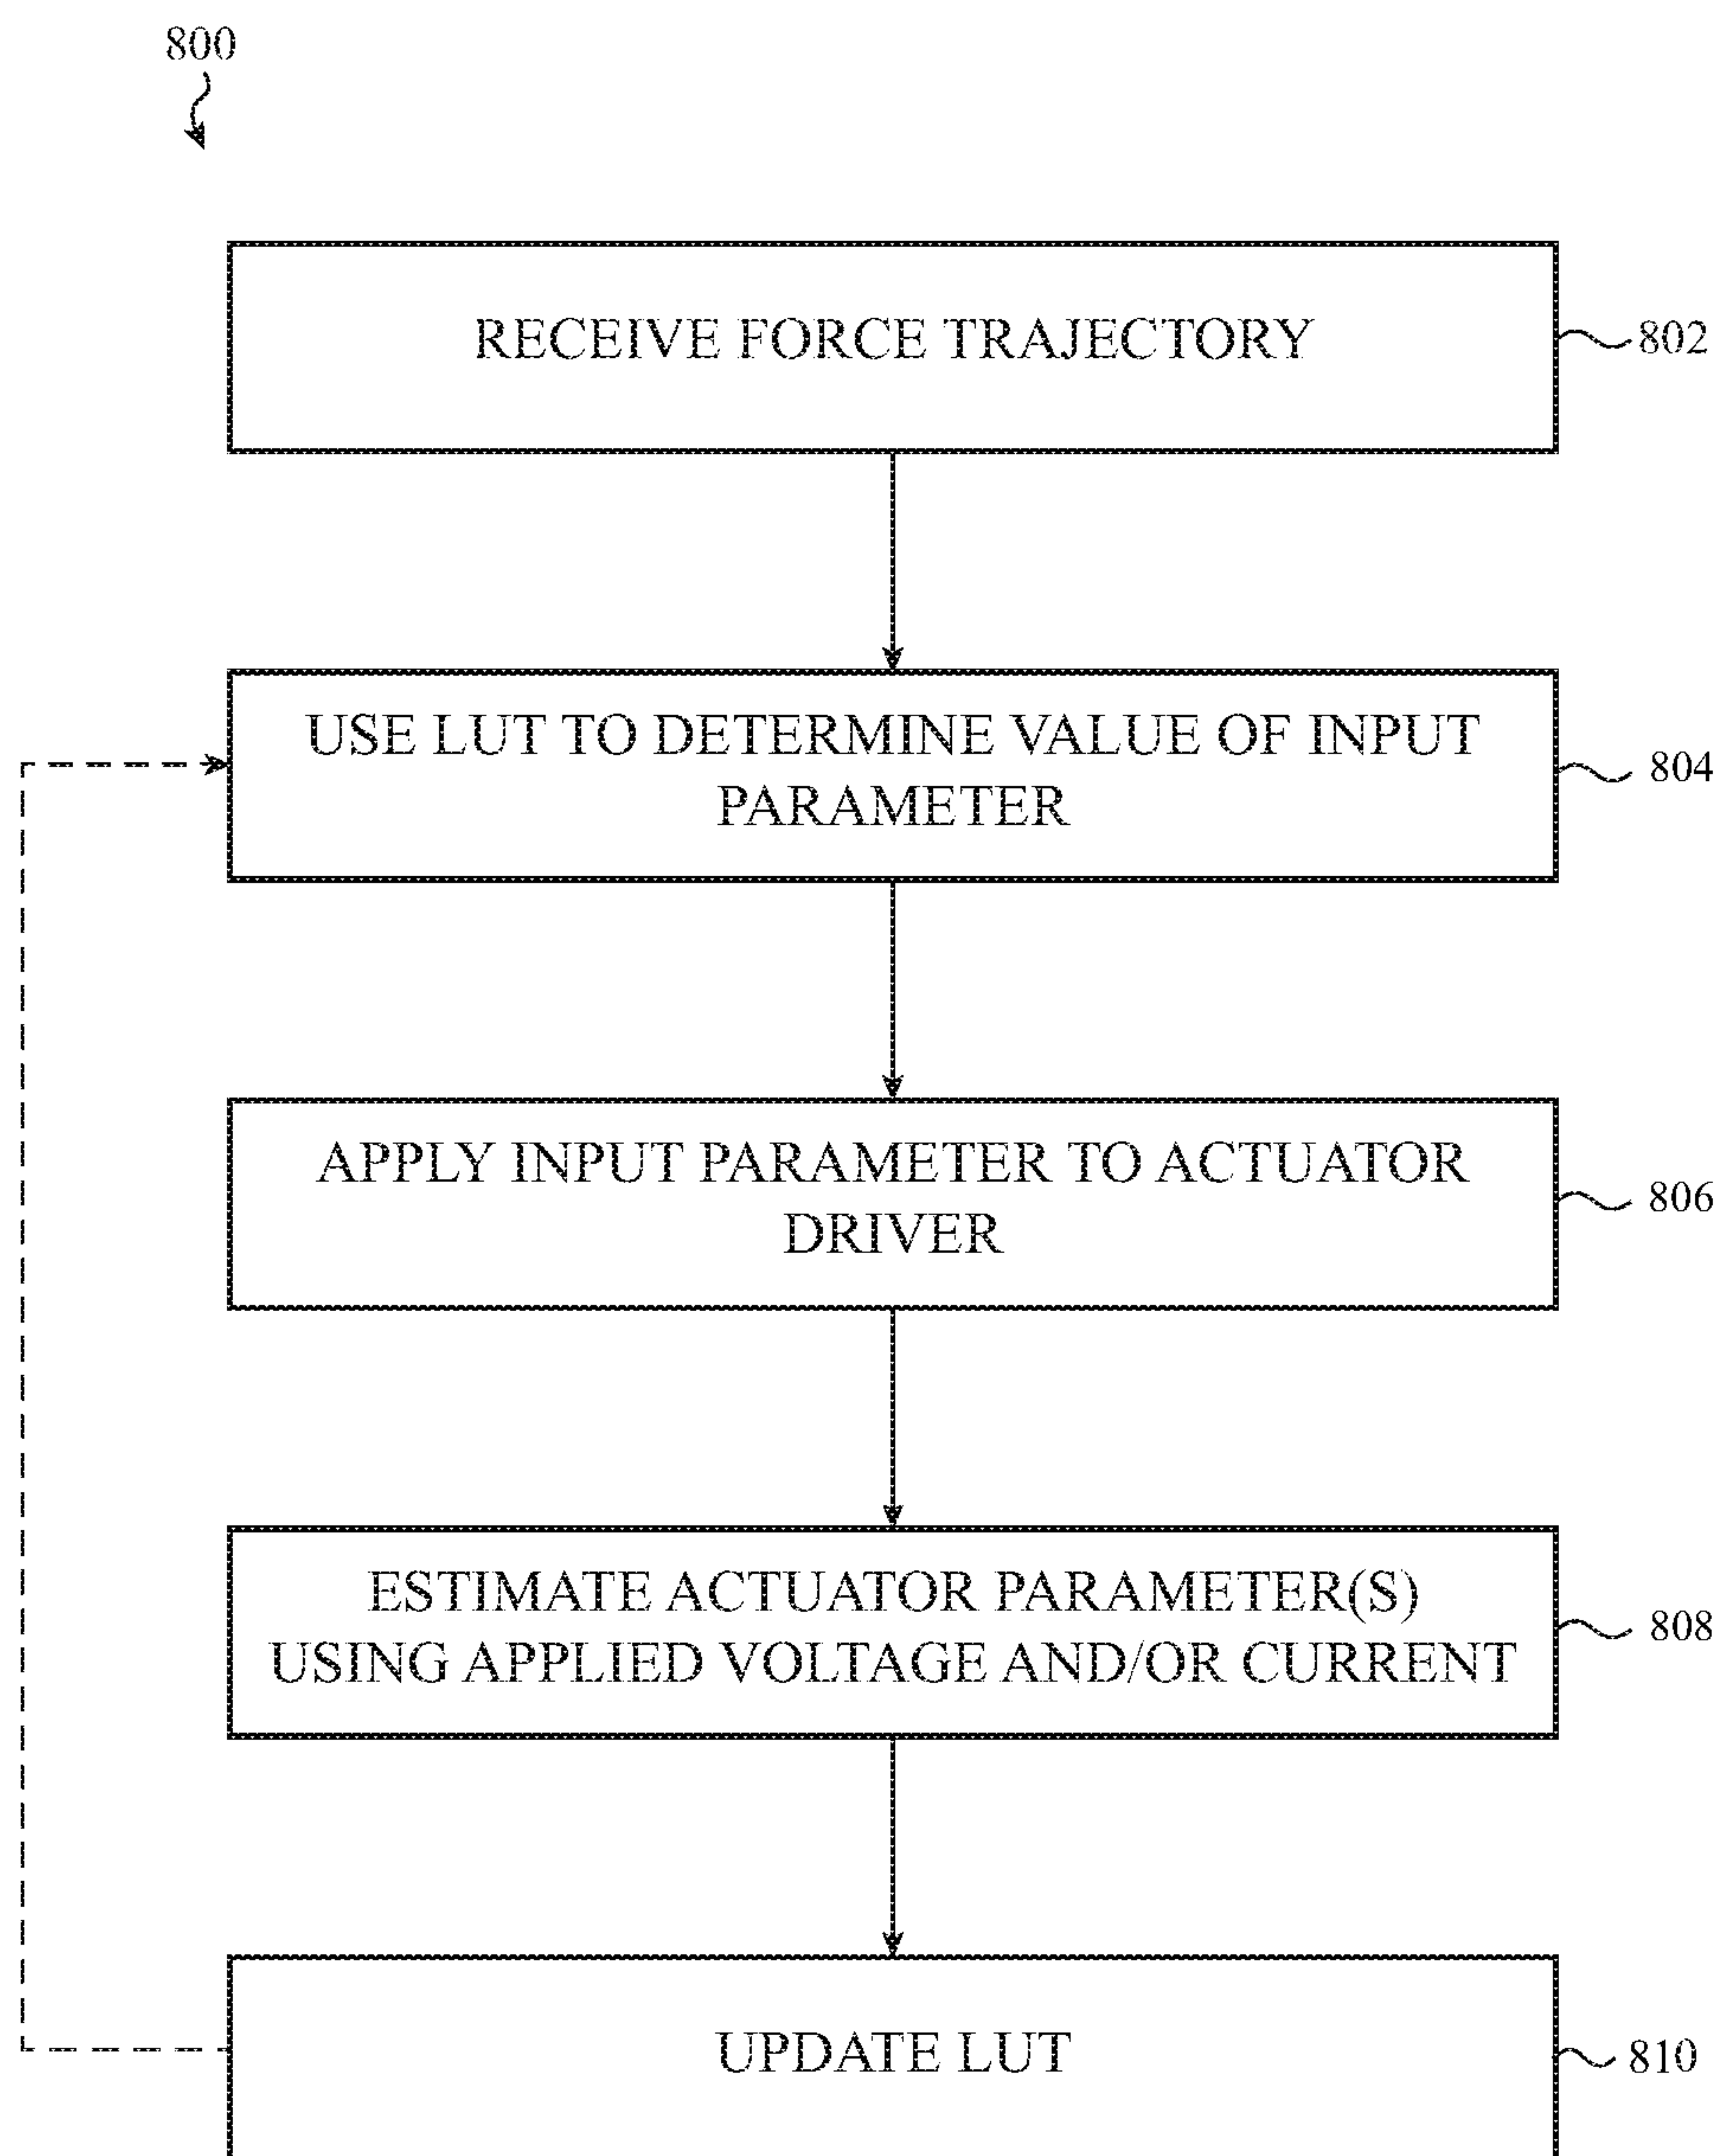 800
RECEIVE FORCE TRAJECTORY
802
USE LUT TO DETERMINE VALUE OF INPUT
PARAMETER
804
APPLY INPUT PARAMETER TO ACTUATOR
DRIVER
806
ESTIMATE ACTUATOR PARAMETER(S)
USING APPLIED VOLTAGE AND/OR CURRENT
808
UPDATE LUT
810